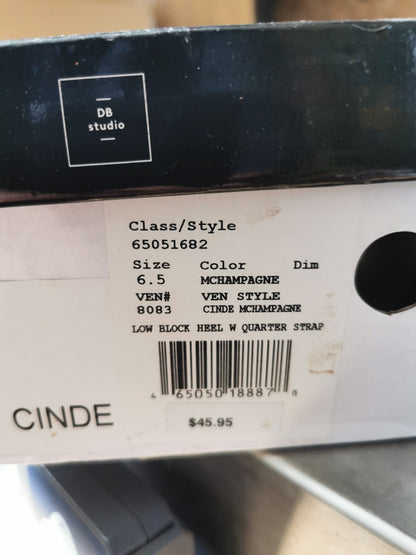 DB
studio
Class/Style
65051682
Size Color Dim
6.5 MCHAMPAGNE
VEN# VEN STYLE
8083 CINDE MCHAMPAGNE
LOW BLOCK HEEL W QUARTER STRAP
4 65050 18887 8
CINDE
$45.95